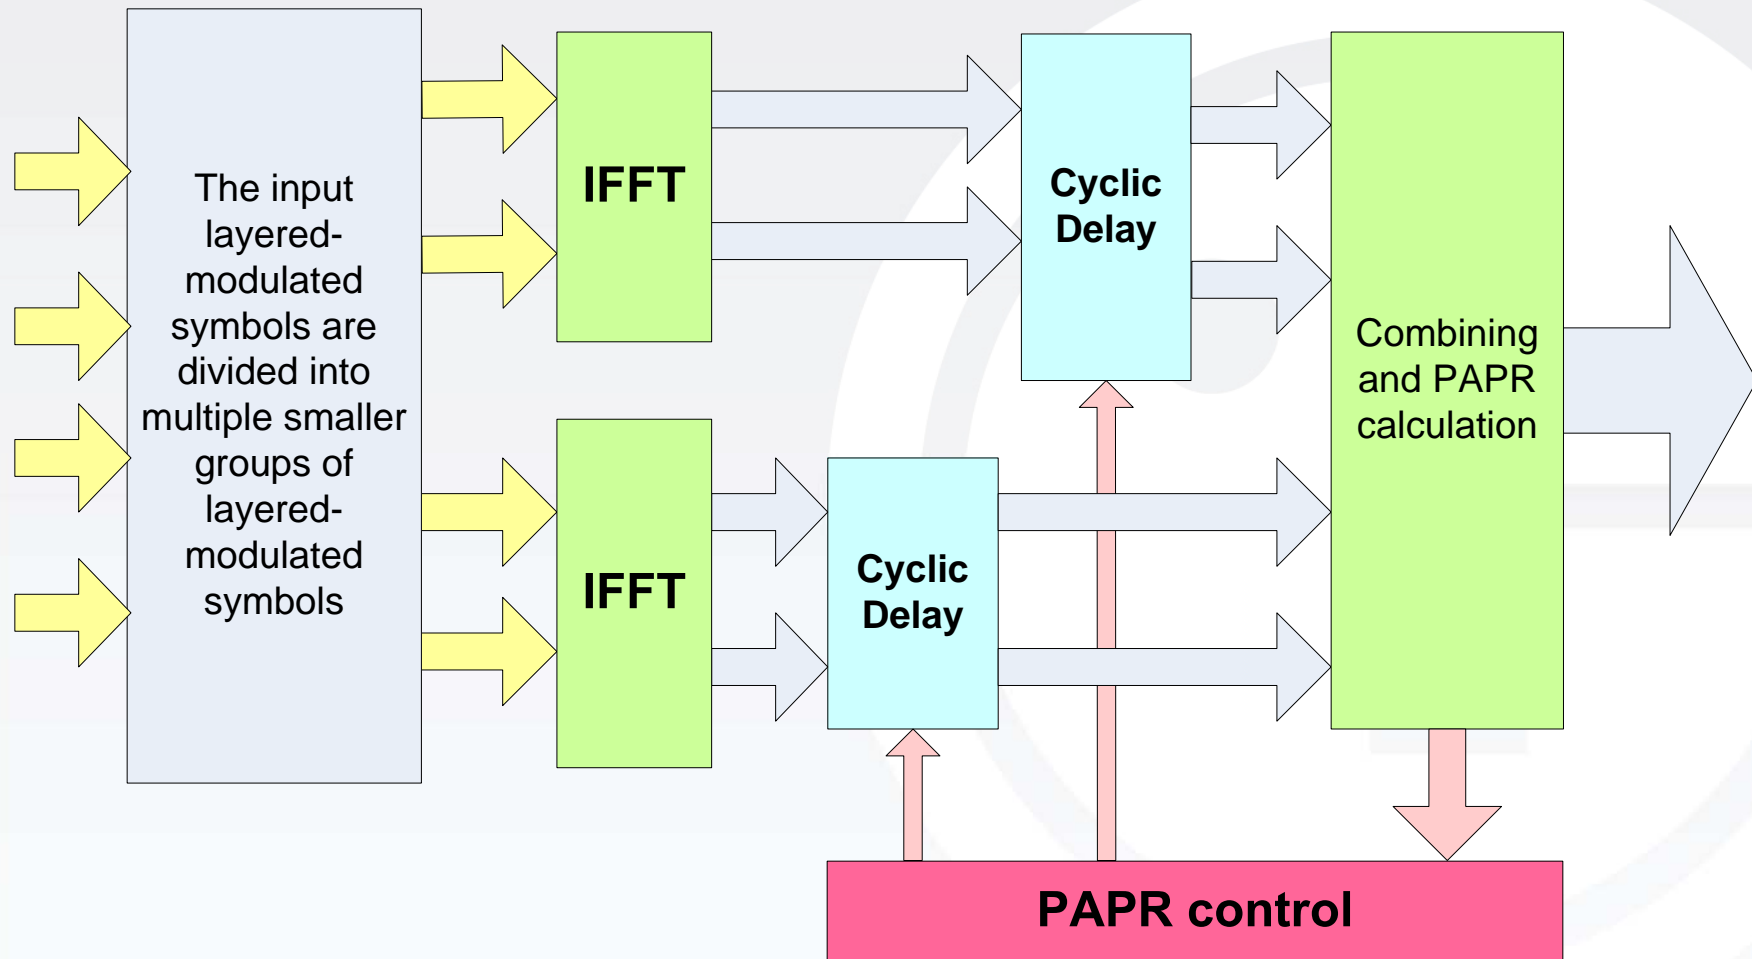 The input
layered-
modulated
symbols are
divided into
multiple smaller
groups of
layered-
modulated
symbols
IFFT
IFFT
Cyclic
Delay
Cyclic
Delay
Combining
and PAPR
calculation
PAPR control